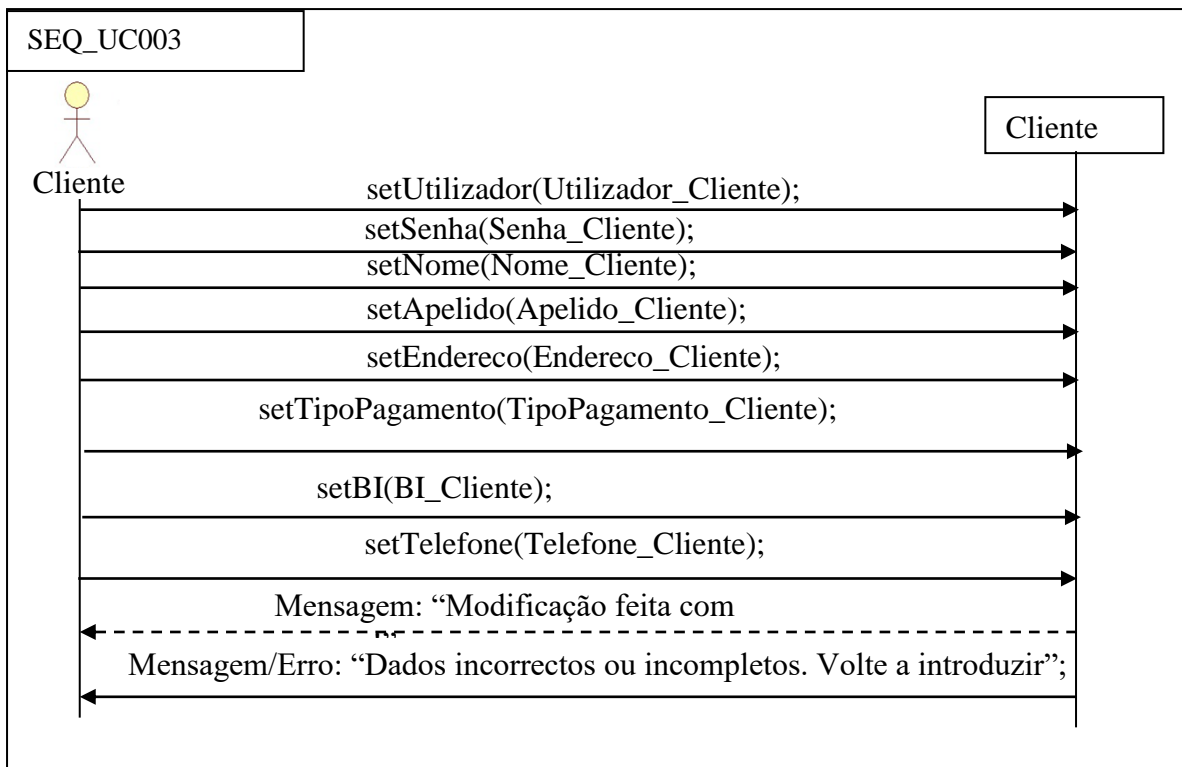 SEQ_UC003
Cliente
Cliente
setUtilizador(Utilizador_Cliente);
setSenha(Senha_Cliente);
setNome(Nome_Cliente);
setApelido(Apelido_Cliente);
setEndereco(Endereco_Cliente);
setTipoPagamento(TipoPagamento_Cliente);
setBI(BI_Cliente);
setTelefone(Telefone_Cliente);
Mensagem: “Modificação feita com
Mensagem/Erro: “Dados incorrectos ou incompletos. Volte a introduzir”;